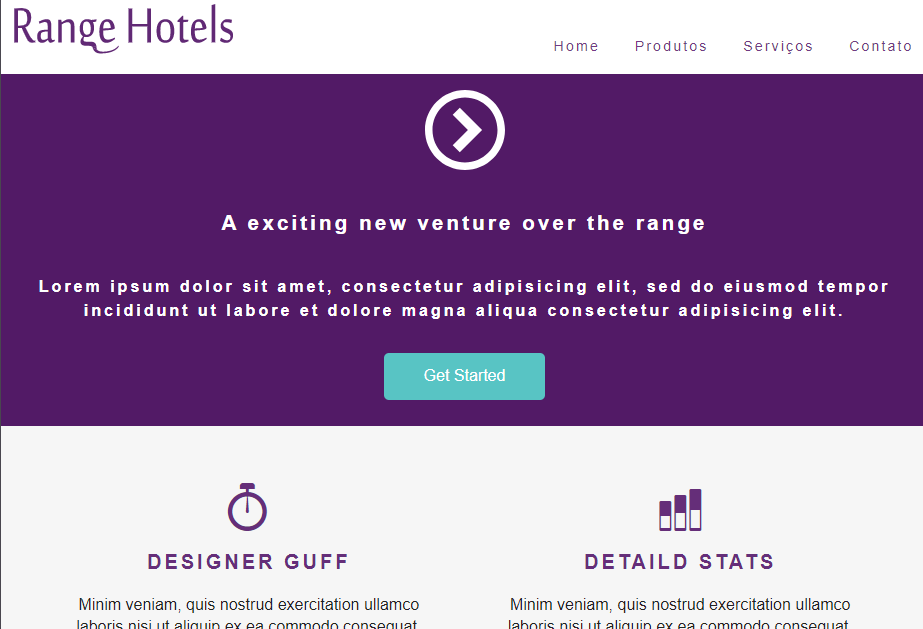 Range Hotels
Home Produtos Serviços Contato
A exciting new venture over the range
Lorem ipsum dolor sit amet, consectetur adipisicing elit, sed do eiusmod tempor
incididunt ut labore et dolore magna aliqua consectetur adipisicing elit.
Get Started
DESIGNER GUFF
Minim veniam, quis nostrud exercitation ullamco
laboris nisi ut aliquip ex ea commodo consequat
DETAILD STATS
Minim veniam, quis nostrud exercitation ullamco
laboris nisi ut aliquip ex ea commodo consequat